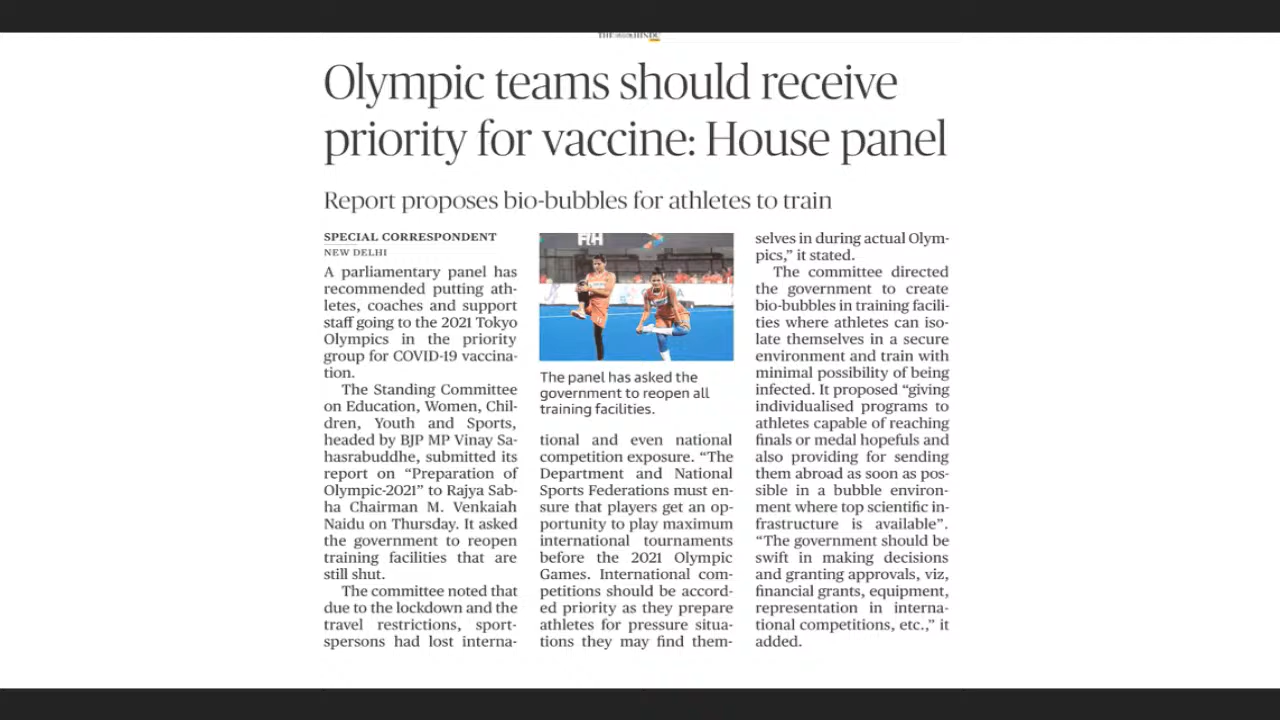 THE HINDU
Olympic teams should receive
priority for vaccine: House panel
Report proposes bio-bubbles for athletes to train
SPECIAL CORRESPONDENT
NEW DELHI
A parliamentary panel has
recommended putting ath-
letes, coaches and support
staff going to the 2021 Tokyo
Olympics in the priority
group for COVID-19 vaccina-
tion.
The Standing Committee
on Education, Women, Chil-
dren, Youth and Sports,
headed by BJP MP Vinay Sa-
hasrabuddhe, submitted its
report on “Preparation of
Olympic-2021” to Rajya Sab-
ha Chairman M. Venkaiah
Naidu on Thursday. It asked
the government to reopen
training facilities that are
still shut.
The committee noted that
due to the lockdown and the
travel restrictions, sport-
spersons had lost interna-
FIH
The panel has asked the
government to reopen all
training facilities.
tional and even national
competition exposure. “The
Department and National
Sports Federations must en-
sure that players get an op-
portunity to play maximum
international tournaments
before the 2021 Olympic
Games. International com-
petitions should be accord-
ed priority as they prepare
athletes for pressure situa-
tions they may find them-
selves in during actual Olym-
pics,” it stated.
The committee directed
the government to create
bio-bubbles in training facili-
ties where athletes can iso-
late themselves in a secure
environment and train with
minimal possibility of being
infected. It proposed “giving
individualised programs to
athletes capable of reaching
finals or medal hopefuls and
also providing for sending
them abroad as soon as pos-
sible in a bubble environ-
ment where top scientific in-
frastructure is available”.
“The government should be
swift in making decisions
and granting approvals, viz,
financial grants, equipment,
representation in interna-
tional competitions, etc.,” it
added.